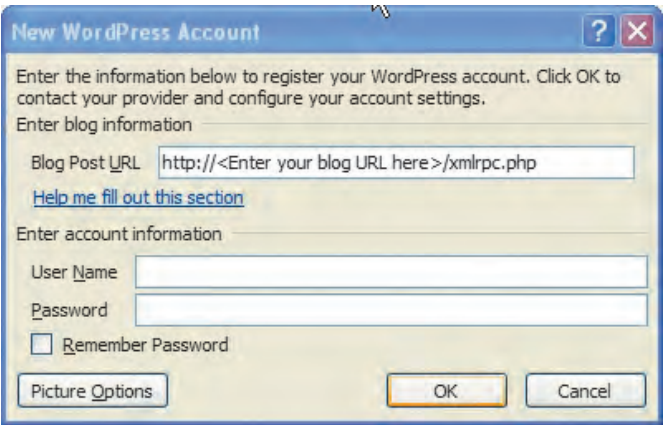 New WordPress Account
?
Enter the information below to register your WordPress account. Click OK to
contact your provider and configure your account settings.
Enter blog information
Blog Post URL http://<Enter your blog URL here>/xmlrpc.php
Help me fill out this section
Enter account information
User Name
Password
Remember Password
Picture Options OK Cancel